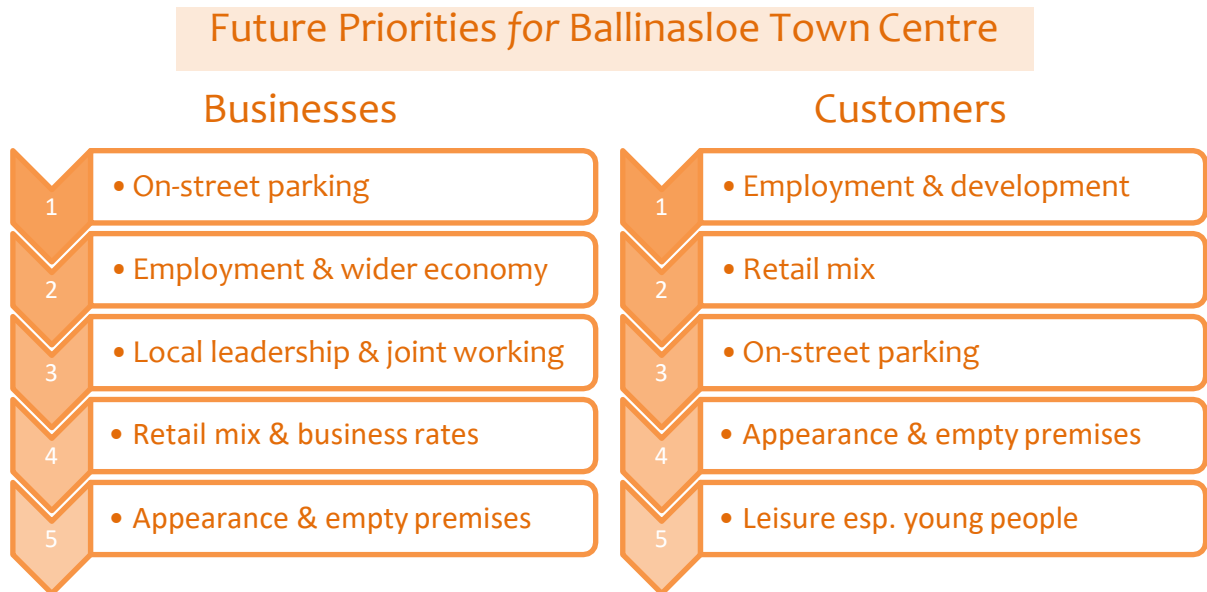 Future Priorities for Ballinasloe Town Centre
Businesses
1
• On-street parking
2
• Employment & wider economy
3
• Local leadership & joint working
4
• Retail mix & business rates
5
• Appearance & empty premises
Customers
1
• Employment & development
2
• Retail mix
3
• On-street parking
4
• Appearance & empty premises
5
• Leisure esp. young people